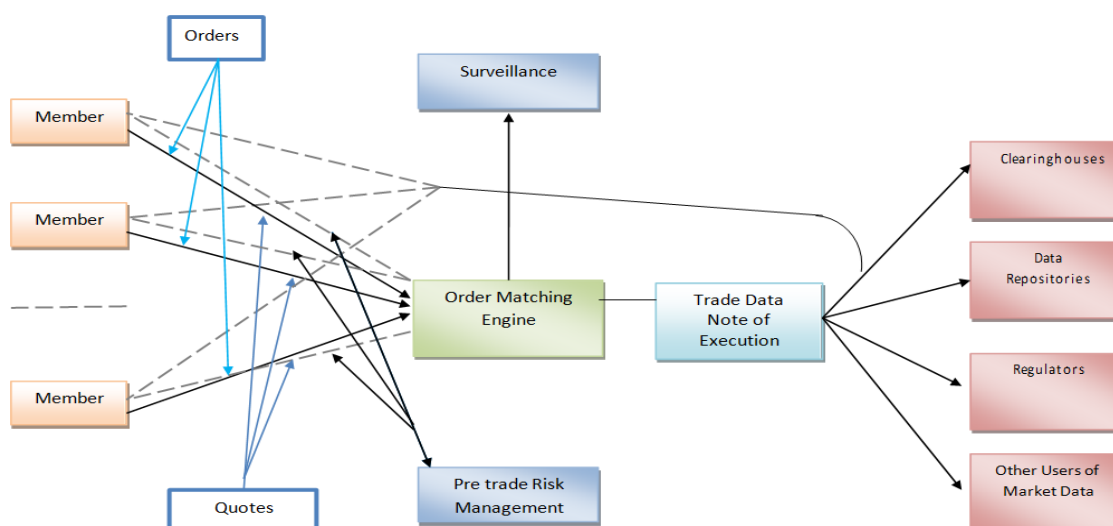 Orders
Surveillance
Member
Clearinghouses
Member
Data
Repositories
Order Matching
Engine
Trade Data
Note of
Execution
Regulators
Member
Other Users of
Market Data
Pre trade Risk
Management
Quotes